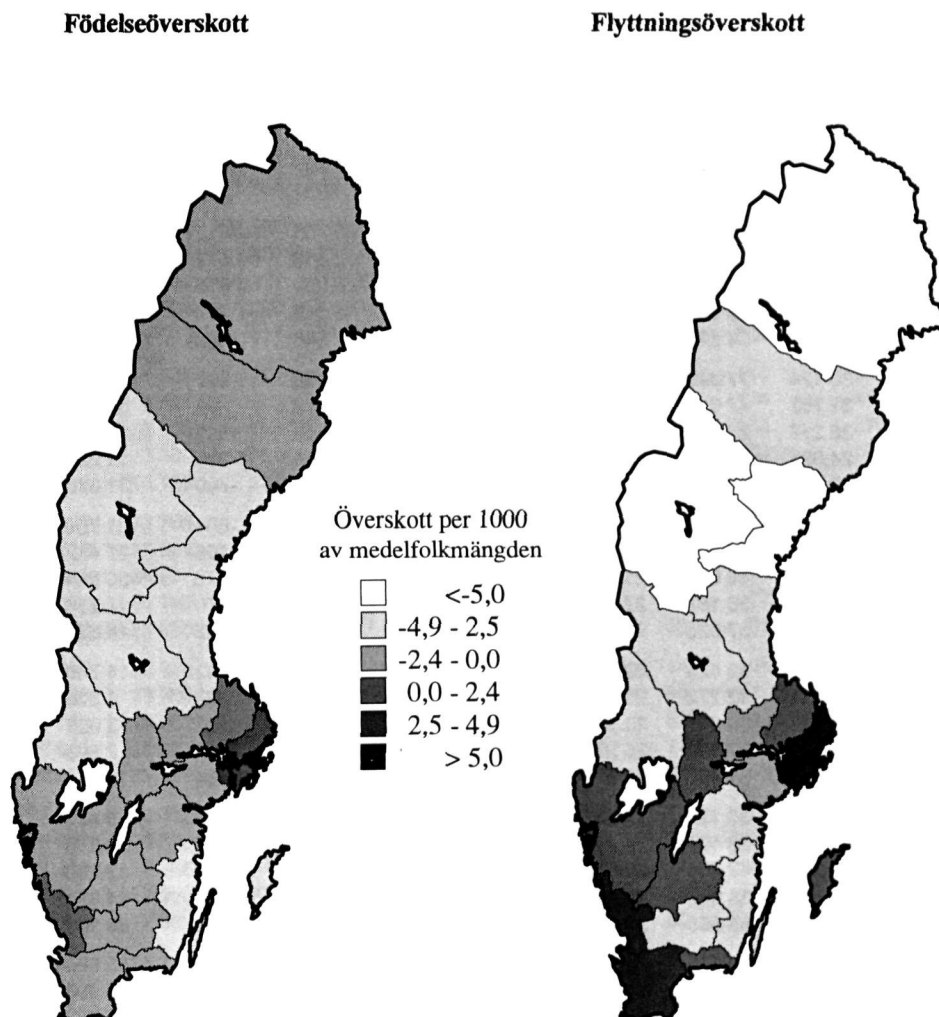 Födelseöverskott
Flyttningsöverskott
Överskott per 1000
av medelfolkmängden
<-5,0
-4,9 - 2,5
-2,4 - 0,0
0,0 - 2,4
2,5 - 4,9
> 5,0